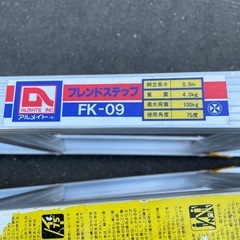 ALMATE INC
アルメイト㈱
フレンドステップ
FK-09
脚立長さ 0.9m
重量 4.0kg
最大荷重 100kg
使用角度 75度
75°